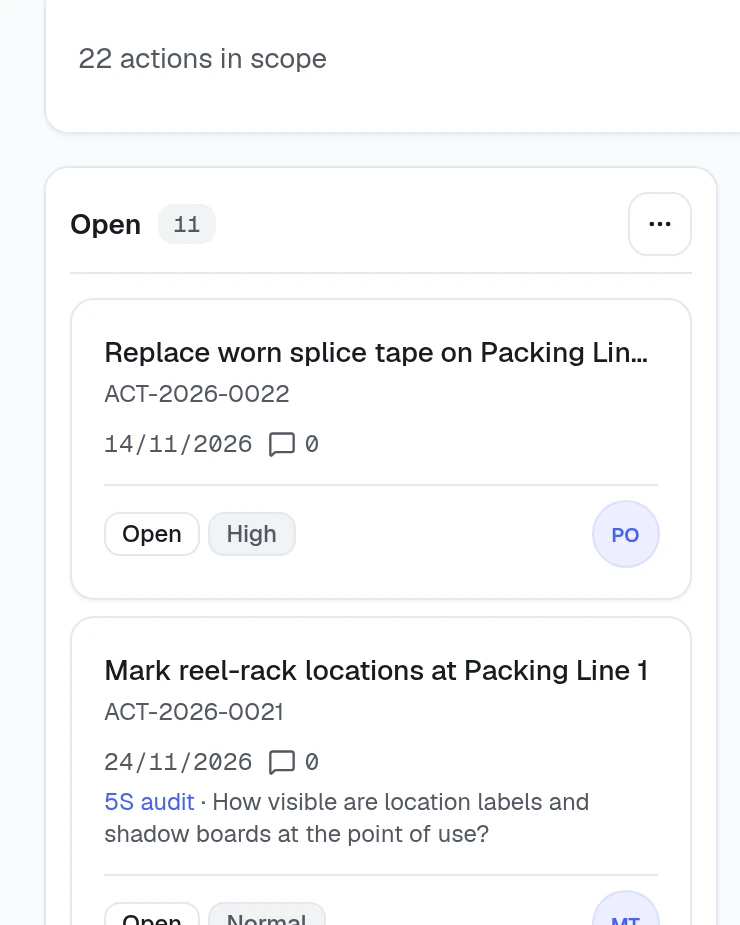 22 actions in scope
Open 11
Replace worn splice tape on Packing Lin...
ACT-2026-0022
14/11/2026 0
Open High PO
Mark reel-rack locations at Packing Line 1
ACT-2026-0021
24/11/2026 0
5S audit · How visible are location labels and
shadow boards at the point of use?
Open Normal MT